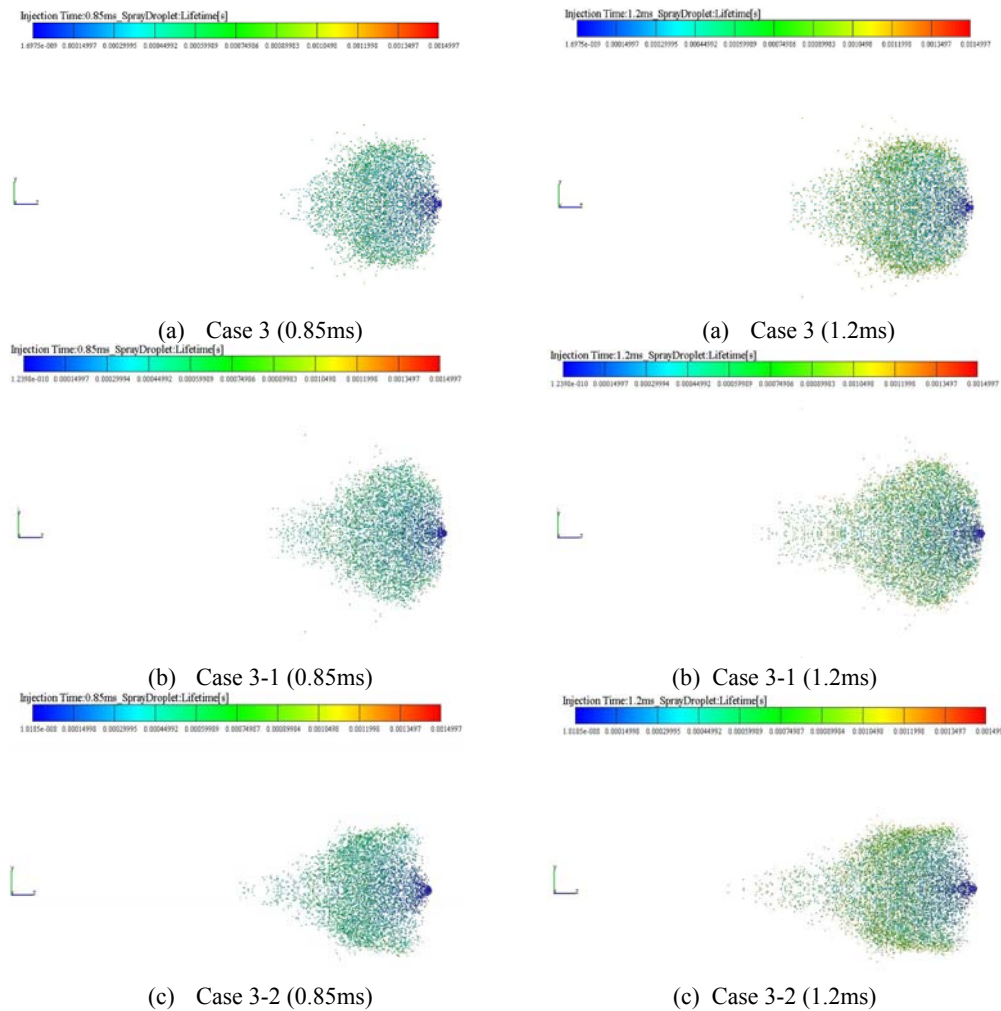 Injection Time:0.85ms_SprayDroplet:Lifetime[s]
1.6975e-009 0.00014997 0.00029995 0.00044992 0.00059989 0.00074986 0.00089983 0.0010498 0.0011998 0.0013497 0.0014997
Injection Time:1.2ms_SprayDroplet:Lifetime[s]
1.6975e-009 0.00014997 0.00029995 0.00044992 0.00059989 0.00074986 0.00089983 0.0010498 0.0011998 0.0013497 0.0014997
(a) Case 3 (0.85ms)
(a) Case 3 (1.2ms)
Injection Time:0.85ms_SprayDroplet:Lifetime[s]
1.2398e-010 0.00014997 0.00029994 0.00044992 0.00059989 0.00074986 0.00089983 0.0010498 0.0011998 0.0013497 0.0014997
Injection Time:1.2ms_SprayDroplet:Lifetime[s]
1.2398e-010 0.00014997 0.00029994 0.00044992 0.00059989 0.00074986 0.00089983 0.0010498 0.0011998 0.0013497 0.0014997
(b) Case 3-1 (0.85ms)
(b) Case 3-1 (1.2ms)
Injection Time:0.85ms_SprayDroplet:Lifetime[s]
1.0185e-008 0.00014998 0.00029995 0.00044992 0.00059989 0.00074987 0.00089984 0.0010498 0.0011998 0.0013497 0.0014997
Injection Time:1.2ms_SprayDroplet:Lifetime[s]
1.0185e-008 0.00014998 0.00029995 0.00044992 0.00059989 0.00074987 0.00089984 0.0010498 0.0011998 0.0013497 0.001499
(c) Case 3-2 (0.85ms)
(c) Case 3-2 (1.2ms)